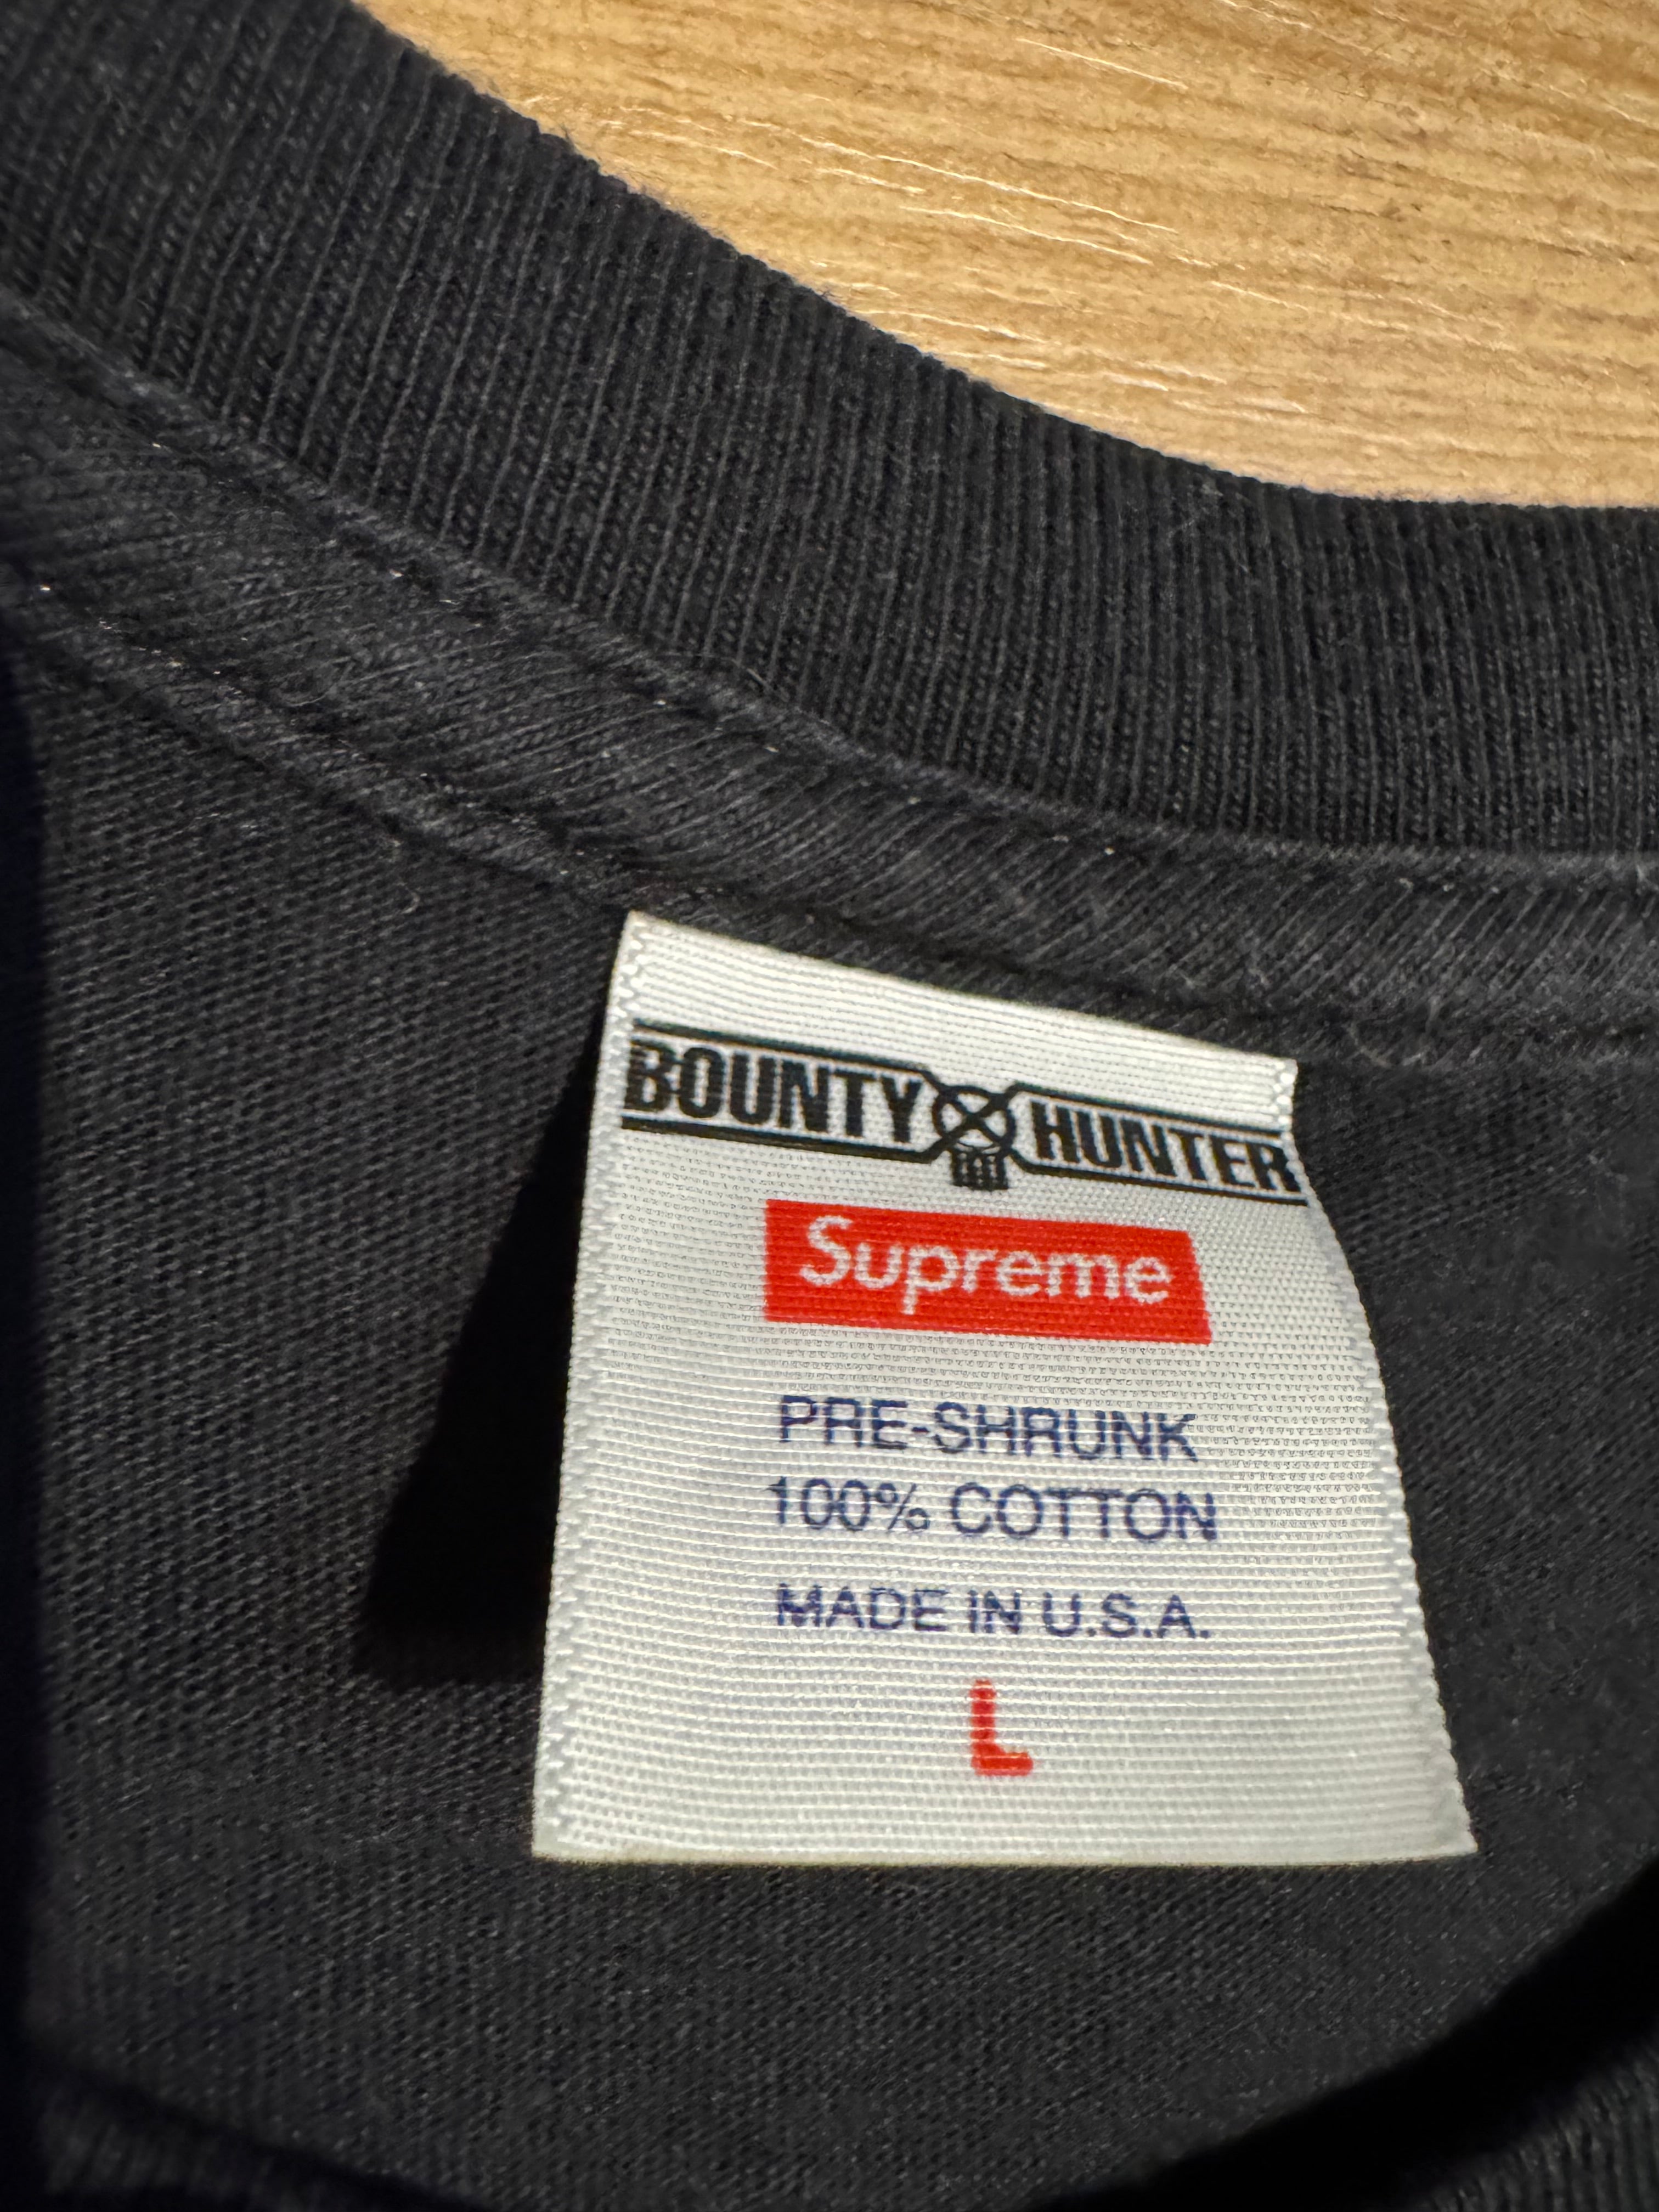 BOUNTY HUNTER
Supreme
PRE-SHRUNK
100% COTTON
MADE IN U.S.A.
L